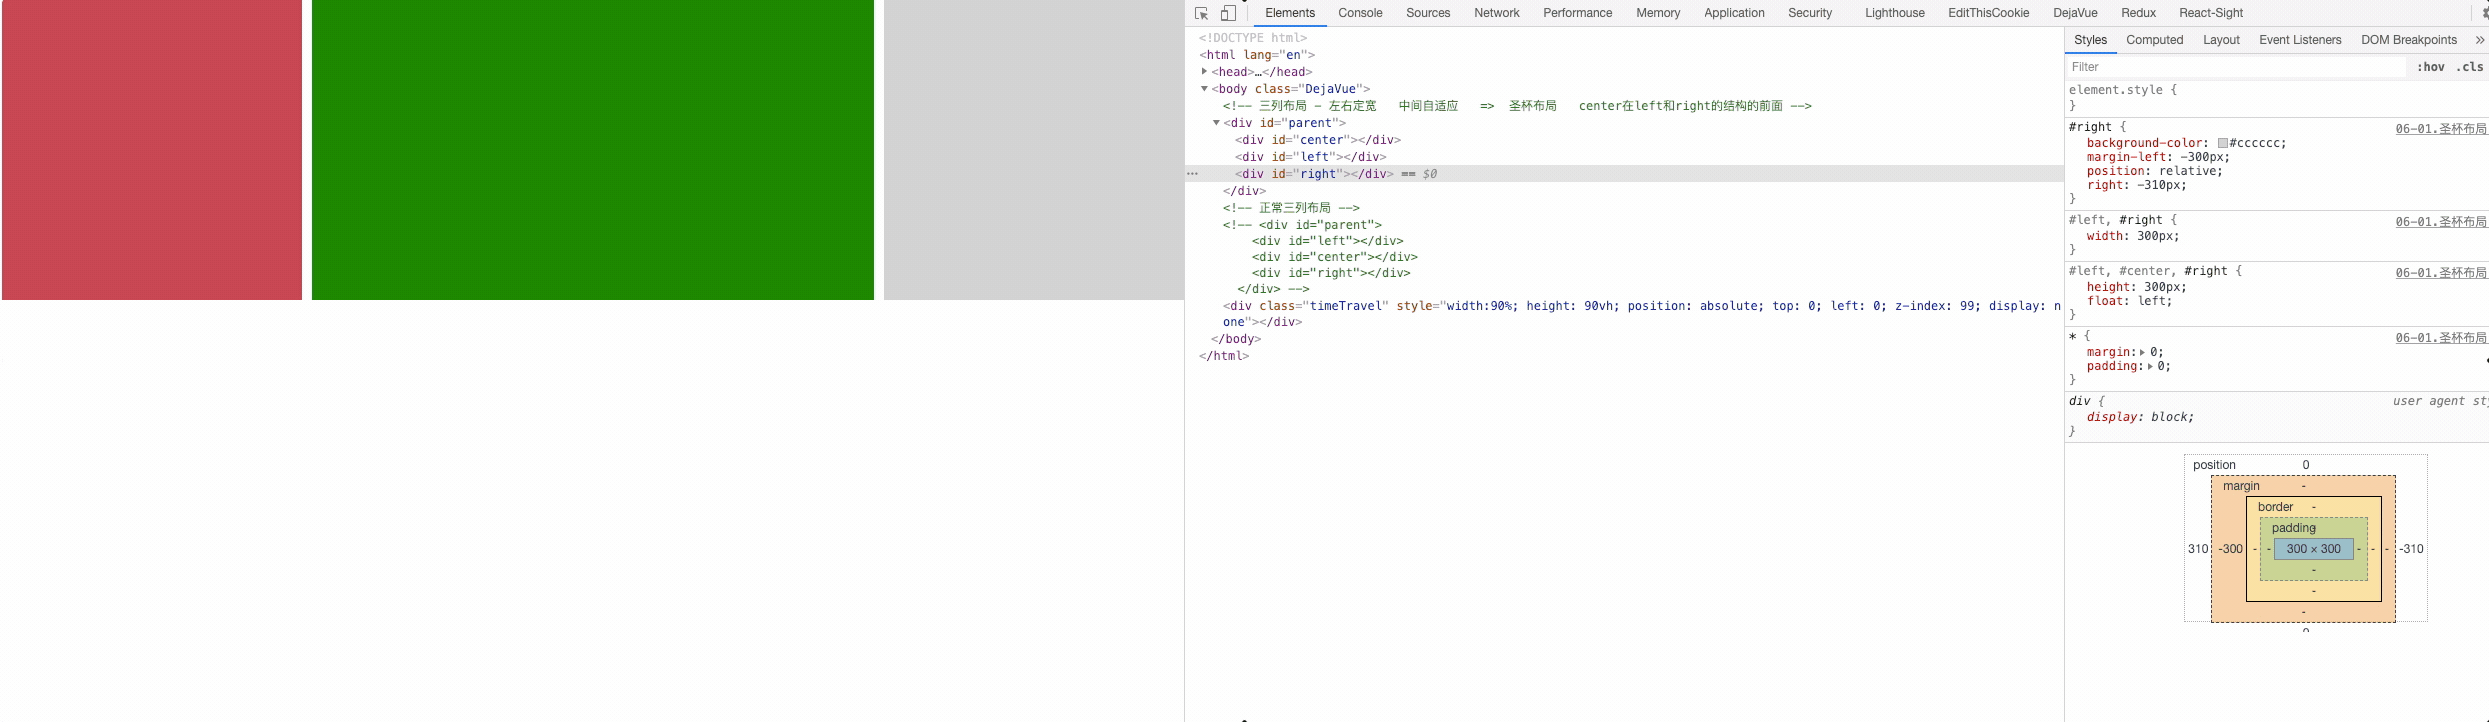 Elements Console Sources Network Performance Memory Application Security Lighthouse EditThisCookie DejaVue Redux React-Sight
<!DOCTYPE html>
<html lang="en">
<head>…</head>
<body class="DejaVue">
<!-- 三列布局 - 左右定宽 中间自适应 => 圣杯布局 center在left和right的结构的前面 -->
<div id="parent">
<div id="center"></div>
<div id="left"></div>
… <div id="right"></div> == $0
</div>
<!-- 正常三列布局 -->
<!-- <div id="parent">
<div id="left"></div>
<div id="center"></div>
<div id="right"></div>
</div> -->
<div class="timeTravel" style="width:90%; height: 90vh; position: absolute; top: 0; left: 0; z-index: 99; display: n
one"></div>
</body>
</html>
Styles Computed Layout Event Listeners DOM Breakpoints »
Filter :hov .cls
element.style {
}
#right { 06-01.圣杯布局
background-color: #cccccc;
margin-left: -300px;
position: relative;
right: -310px;
}
#left, #right { 06-01.圣杯布局
width: 300px;
}
#left, #center, #right { 06-01.圣杯布局
height: 300px;
float: left;
}
* { 06-01.圣杯布局
margin: 0;
padding: 0;
}
div { user agent sty
display: block;
}
position 0
margin -
border -
padding -
310 -300 - - 300 × 300 - - - -310
-
-
-
0